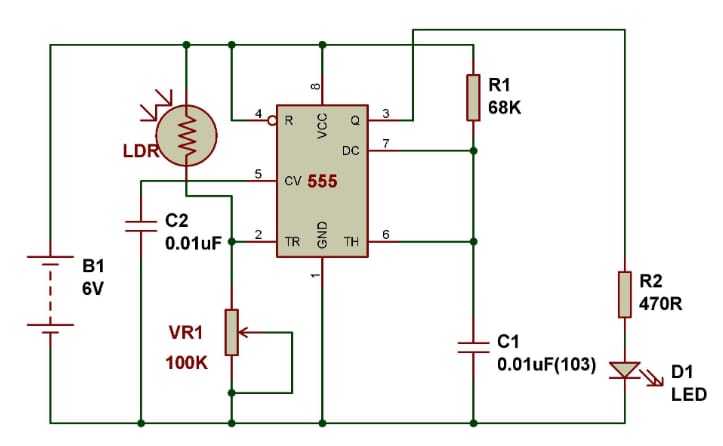 8
R1
68K
4
R
VCC
Q
3
LDR
DC
7
5
CV 555
C2
0.01uF
2
TR
GND
TH
6
B1
6V
1
R2
470R
VR1
100K
C1
0.01uF(103)
D1
LED